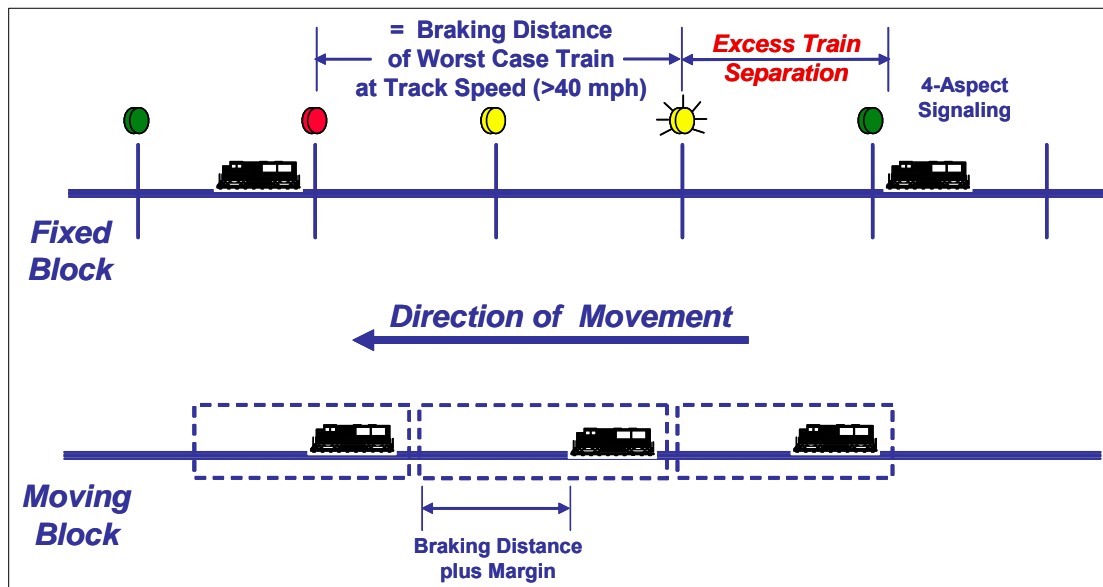 = Braking Distance
of Worst Case Train
at Track Speed (>40 mph)
Excess Train
Separation
4-Aspect
Signaling
Fixed
Block
Direction of Movement
Moving
Block
Braking Distance
plus Margin